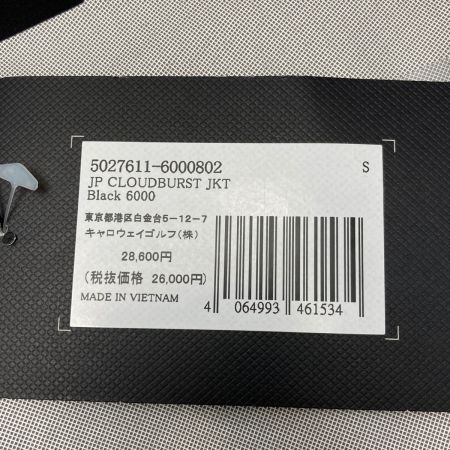 5027611-6000802 S
JP CLOUDBURST JKT
Black 6000
東京都港区白金台5-12-7
キャロウェイゴルフ(株)
28,600円
(税抜価格 26,000円)
MADE IN VIETNAM
4 064993 461534